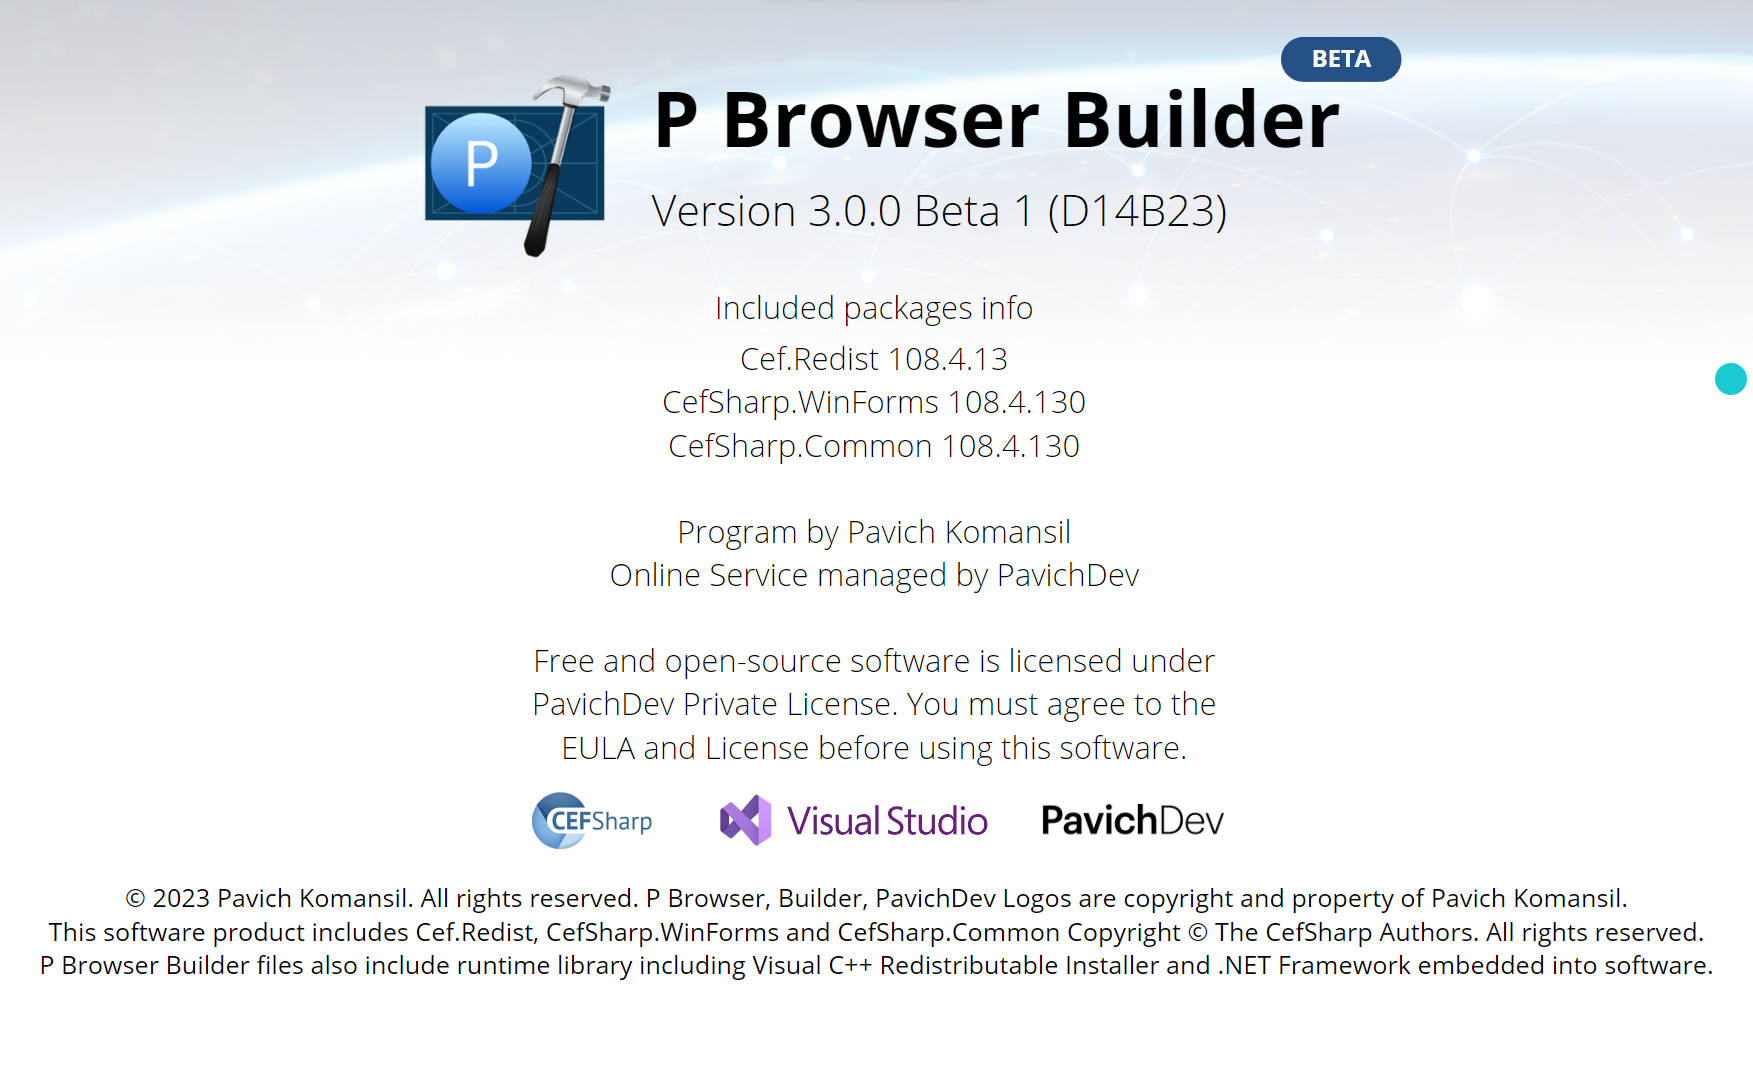 BETA
P Browser Builder
P
Version 3.0.0 Beta 1 (D14B23)
Included packages info
Cef.Redist 108.4.13
CefSharp.WinForms 108.4.130
CefSharp.Common 108.4.130
Program by Pavich Komansil
Online Service managed by PavichDev
Free and open-source software is licensed under
PavichDev Private License. You must agree to the
EULA and License before using this software.
CEFSharp
Visual Studio
PavichDev
© 2023 Pavich Komansil. All rights reserved. P Browser, Builder, PavichDev Logos are copyright and property of Pavich Komansil.
This software product includes Cef.Redist, CefSharp.WinForms and CefSharp.Common Copyright © The CefSharp Authors. All rights reserved.
P Browser Builder files also include runtime library including Visual C++ Redistributable Installer and .NET Framework embedded into software.